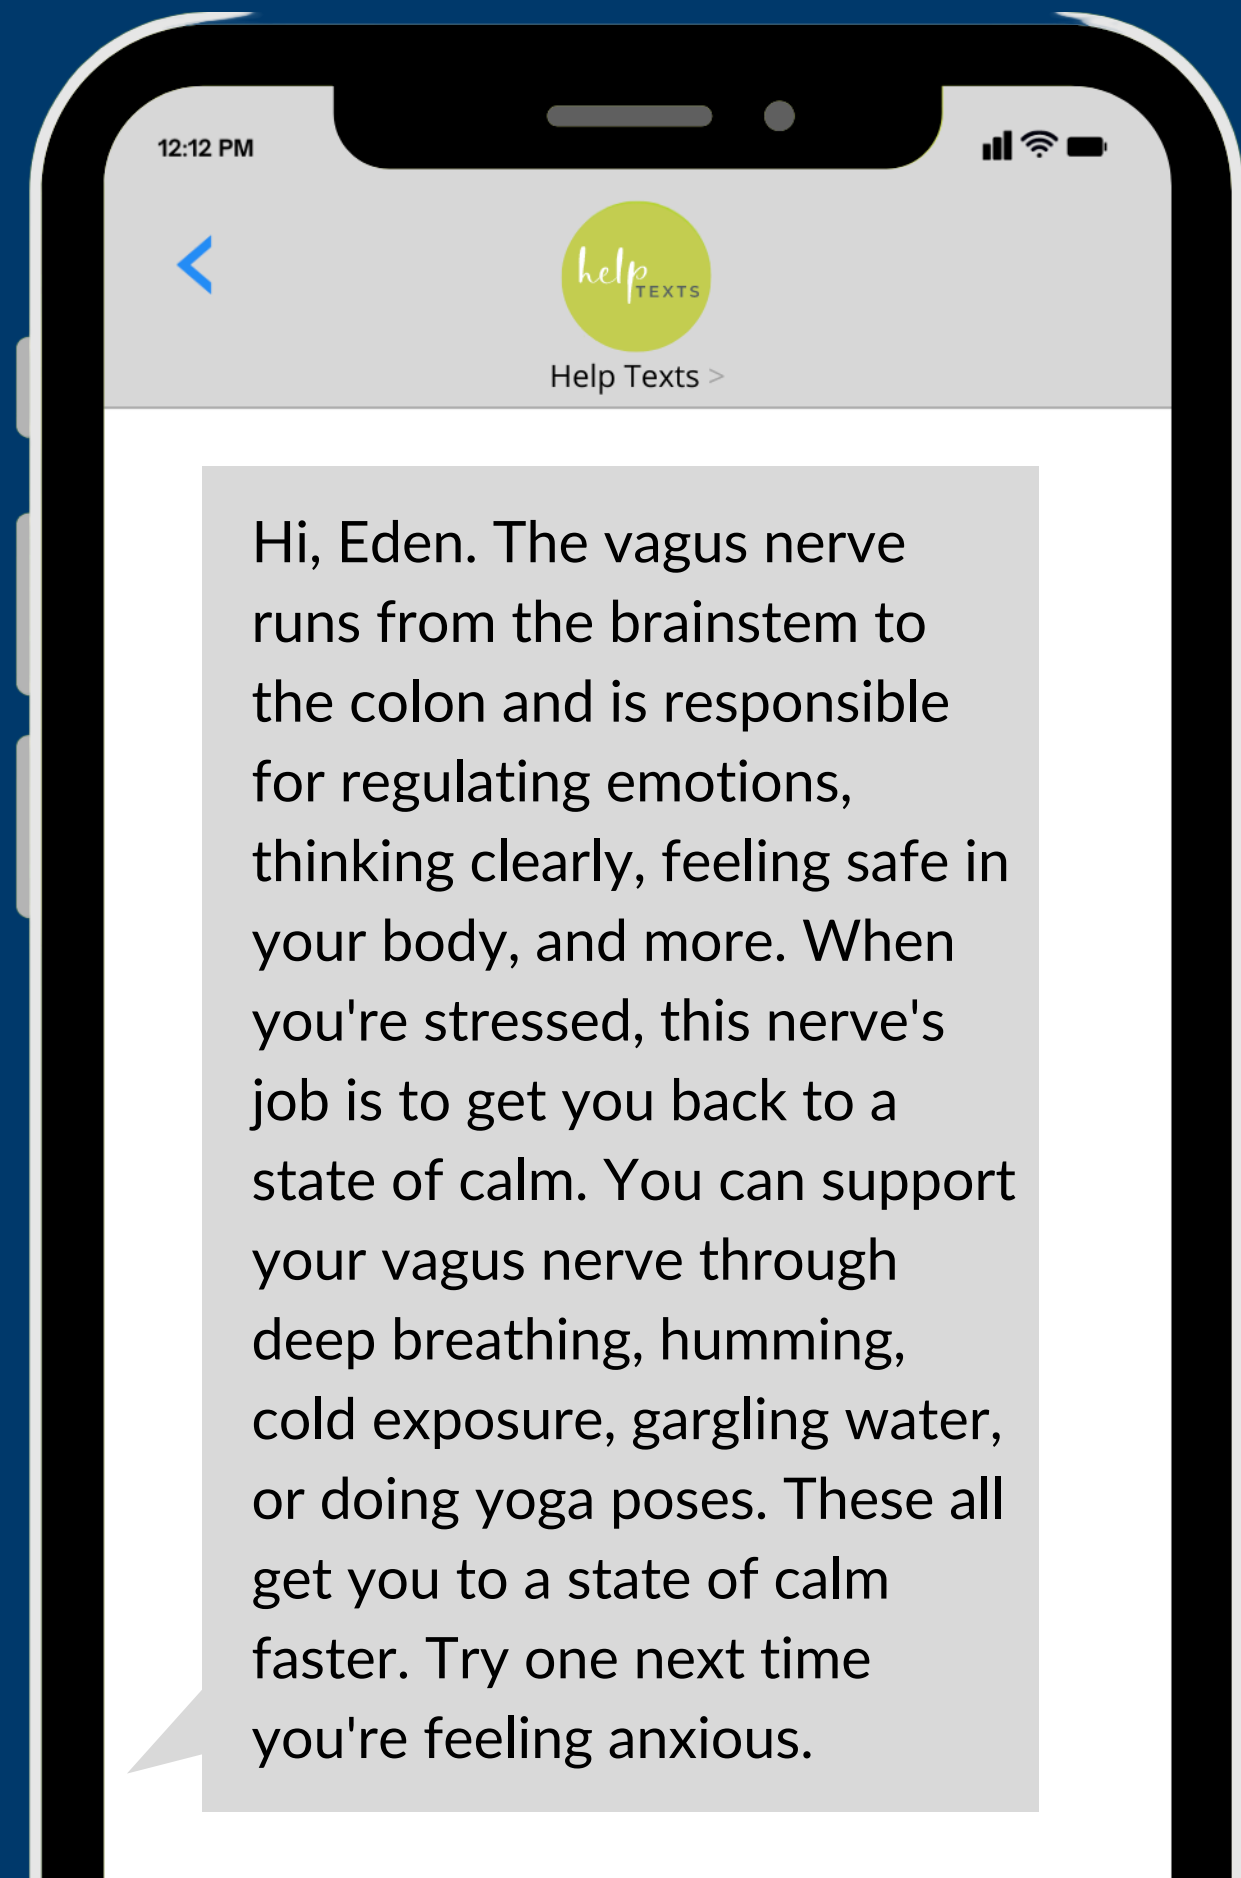 12:12 PM
help
TEXTS
Help Texts >
Hi, Eden. The vagus nerve
runs from the brainstem to
the colon and is responsible
for regulating emotions,
thinking clearly, feeling safe in
your body, and more. When
you're stressed, this nerve's
job is to get you back to a
state of calm. You can support
your vagus nerve through
deep breathing, humming,
cold exposure, gargling water,
or doing yoga poses. These all
get you to a state of calm
faster. Try one next time
you're feeling anxious.